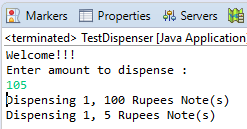 Markers Properties Servers
<terminated> TestDispenser [Java Application
Welcome!!!
Enter amount to dispense :
105
Dispensing 1, 100 Rupees Note(s)
Dispensing 1, 5 Rupees Note(s)